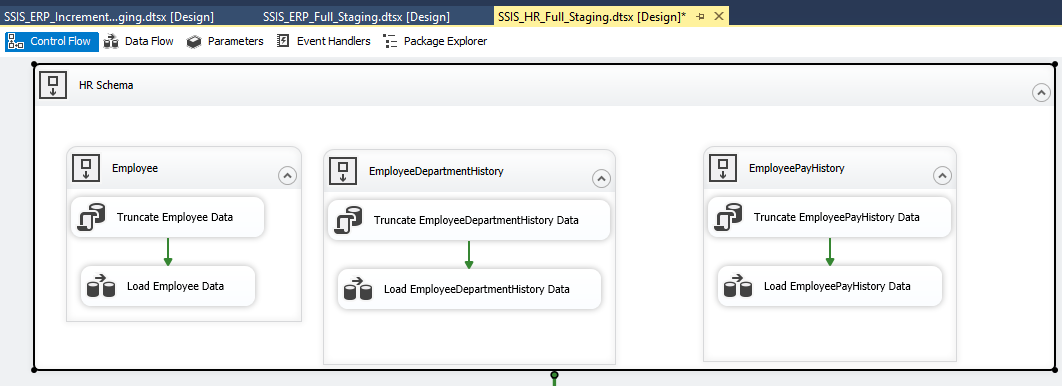 SSIS_ERP_Increment...ging.dtsx [Design]
SSIS_ERP_Full_Staging.dtsx [Design]
SSIS_HR_Full_Staging.dtsx [Design]*
Control Flow
Data Flow
Parameters
Event Handlers
Package Explorer
HR Schema
Employee
Truncate Employee Data
Load Employee Data
EmployeeDepartmentHistory
Truncate EmployeeDepartmentHistory Data
Load EmployeeDepartmentHistory Data
EmployeePayHistory
Truncate EmployeePayHistory Data
Load EmployeePayHistory Data